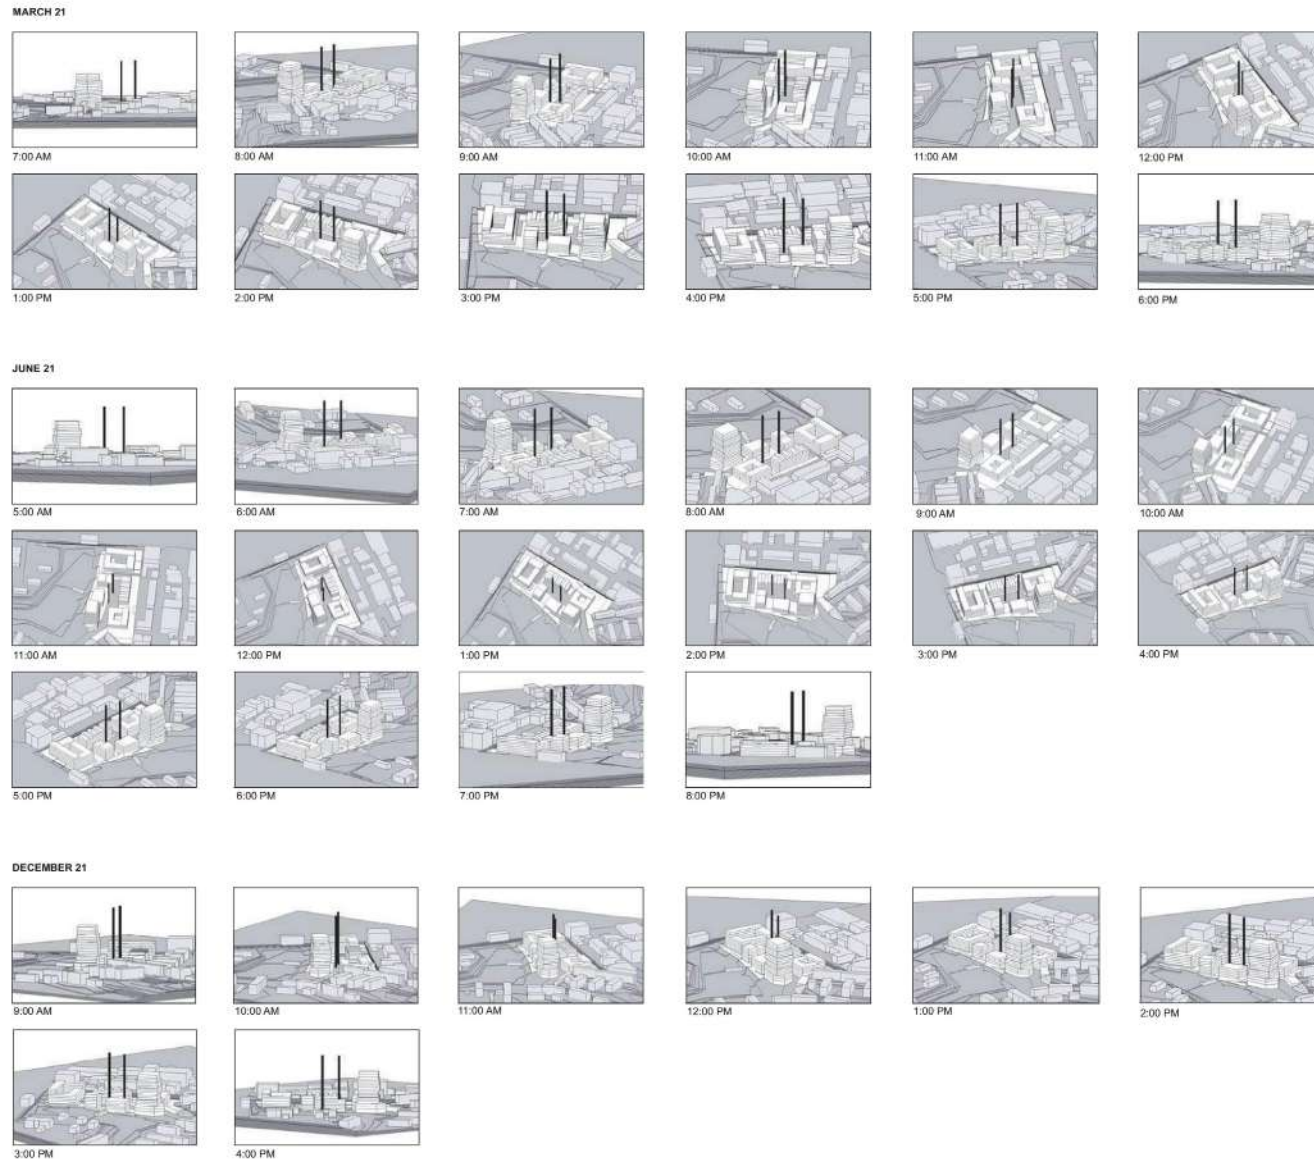 MARCH 21
7:00 AM
8:00 AM
9:00 AM
10:00 AM
11:00 AM
12:00 PM
1:00 PM
2:00 PM
3:00 PM
4:00 PM
5:00 PM
6:00 PM
JUNE 21
5:00 AM
6:00 AM
7:00 AM
8:00 AM
9:00 AM
10:00 AM
11:00 AM
12:00 PM
1:00 PM
2:00 PM
3:00 PM
4:00 PM
5:00 PM
6:00 PM
7:00 PM
8:00 PM
DECEMBER 21
9:00 AM
10:00 AM
11:00 AM
12:00 PM
1:00 PM
2:00 PM
3:00 PM
4:00 PM